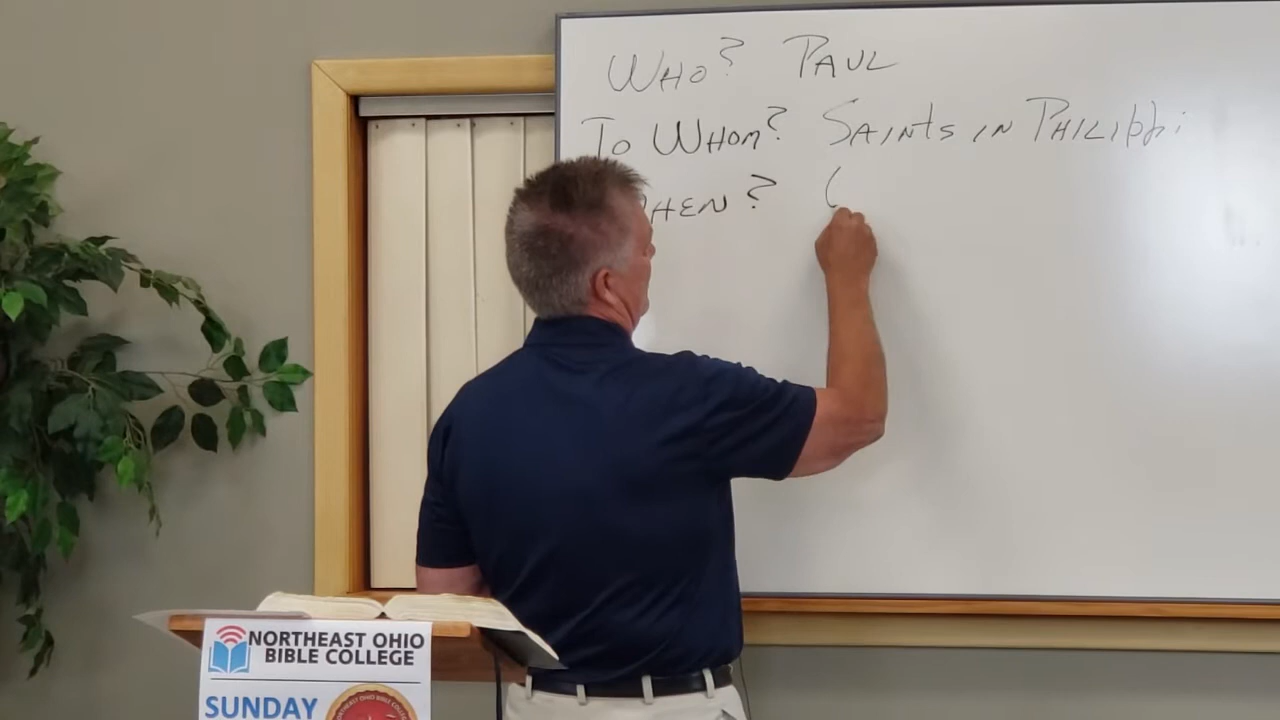 WHO? PAUL
TO WHOM? SAINTS IN PHILIPPI
HEN? (
NORTHEAST OHIO
BIBLE COLLEGE
SUNDAY